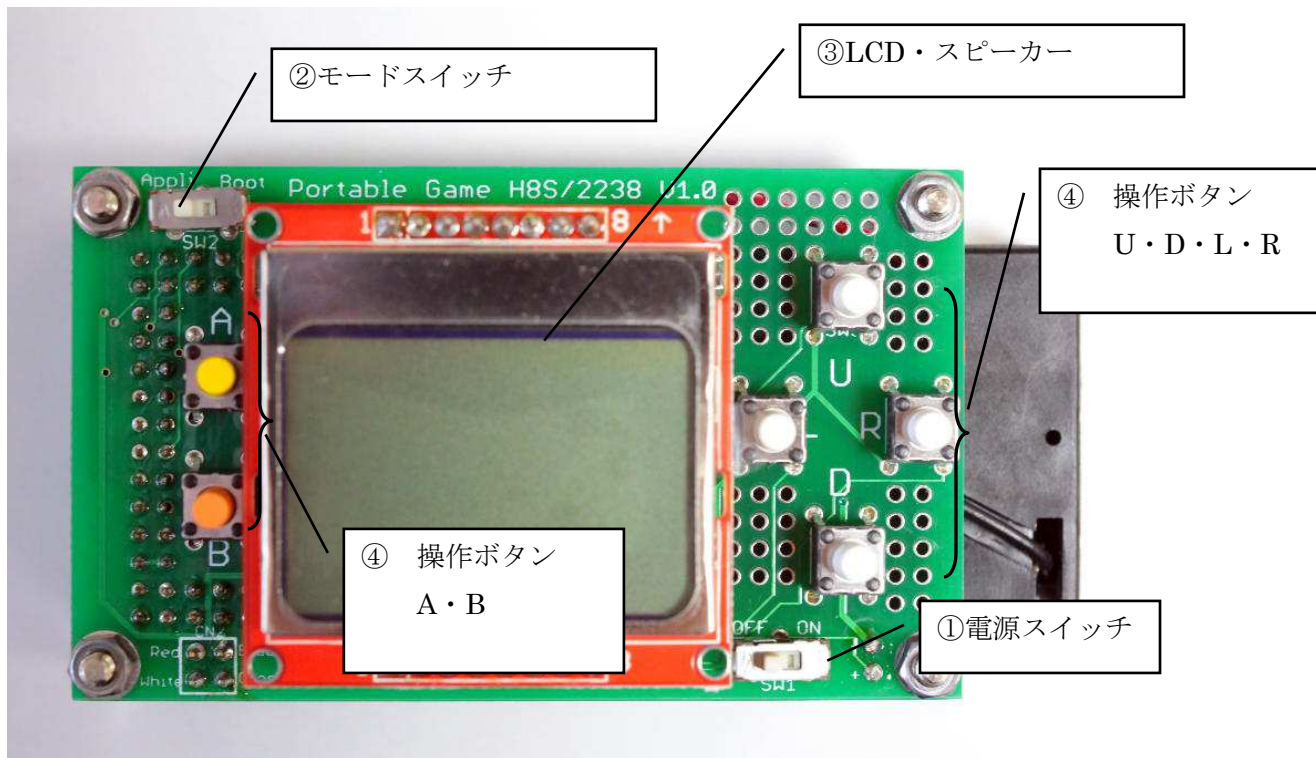 ③LCD・スピーカー
②モードスイッチ
④ 操作ボタン
U・D・L・R
Appli Boot
Portable Game H8S/2238 V1.0
1 8 ↑
SW2
A
U
R
B
D
④ 操作ボタン
A・B
OFF ON
①電源スイッチ
CN2
Red
White
SW1
+